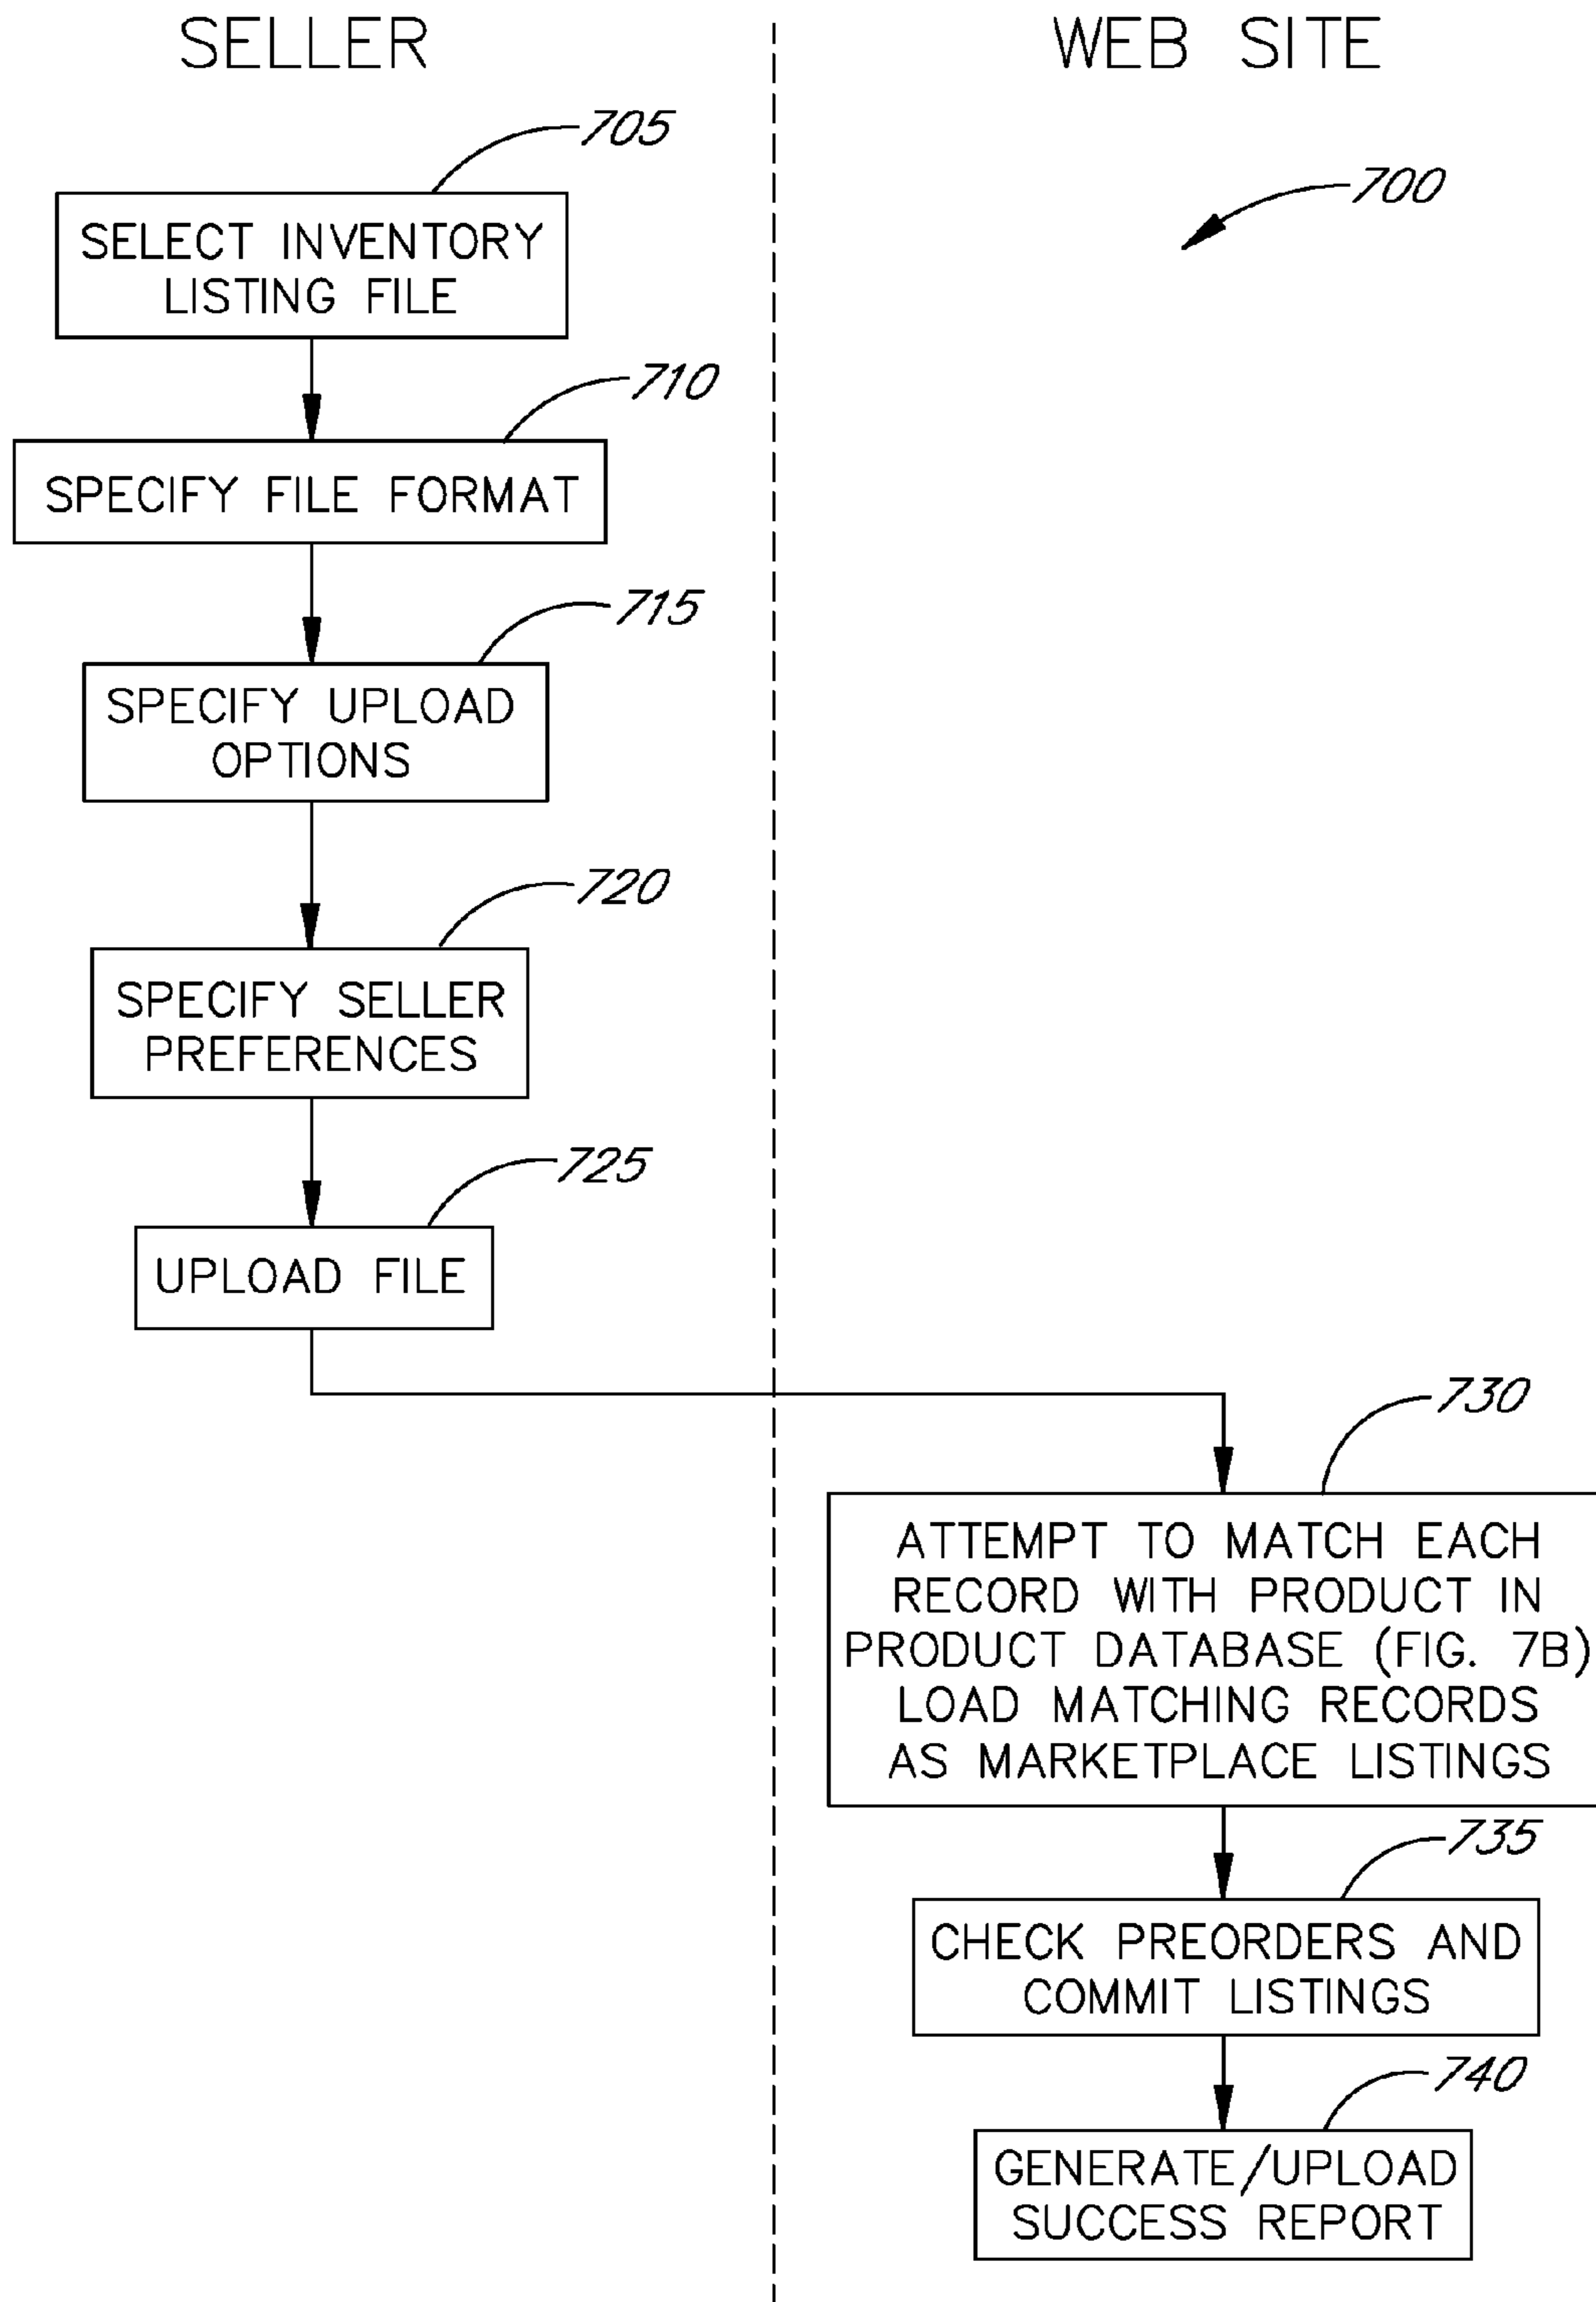 SELLER
WEB SITE
705
700
SELECT INVENTORY
LISTING FILE
710
SPECIFY FILE FORMAT
715
SPECIFY UPLOAD
OPTIONS
720
SPECIFY SELLER
PREFERENCES
725
UPLOAD FILE
730
ATTEMPT TO MATCH EACH
RECORD WITH PRODUCT IN
PRODUCT DATABASE (FIG. 7B)
LOAD MATCHING RECORDS
AS MARKETPLACE LISTINGS
735
CHECK PREORDERS AND
COMMIT LISTINGS
740
GENERATE/UPLOAD
SUCCESS REPORT